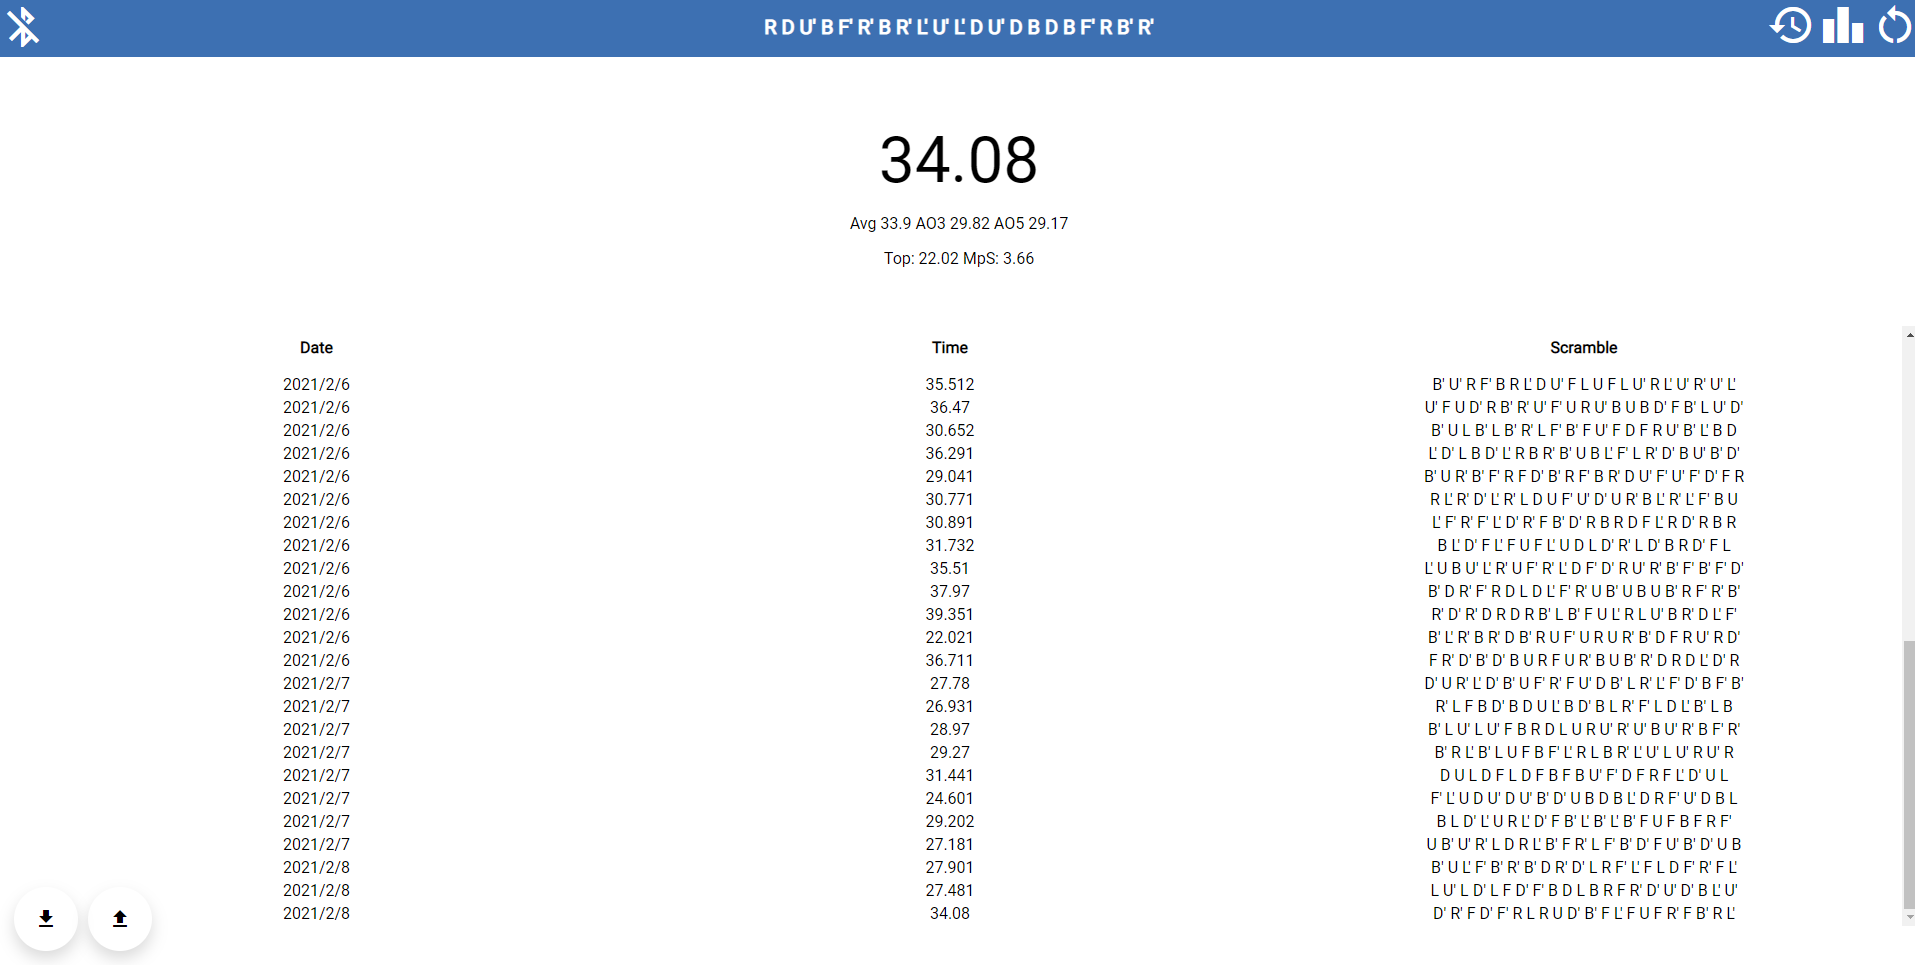 R D U' B F' R' B R' L' U' L' D U' D B D B F' R B' R'
34.08
Avg 33.9 AO3 29.82 AO5 29.17
Top: 22.02 MpS: 3.66
Date Time Scramble
2021/2/6 35.512 B' U' R F' B R L' D U' F L U F L U' R L' U' R' U' L'
2021/2/6 36.47 U' F U D' R B' R' U' F' U R U' B U B D' F B' L U' D'
2021/2/6 30.652 B' U L B' L B' R' L F' B' F U' F D F R U' B' L' B D
2021/2/6 36.291 L' D' L B D' L' R B R' B' U B L' F' L R' D' B U' B' D'
2021/2/6 29.041 B' U R' B' F' R F D' B' R F' B R' D U' F' U' F' D' F R
2021/2/6 30.771 R L' R' D' L' R' L D U F' U' D' U R' B L' R' L' F' B U
2021/2/6 30.891 L' F' R' F' L' D' R' F B' D' R B R D F L' R D' R B R
2021/2/6 31.732 B L' D' F L' F U F L' U D L D' R' L D' B R D' F L
2021/2/6 35.51 L' U B U' L' R' U F' R' L' D F' D' R U' R' B' F' B' F' D'
2021/2/6 37.97 B' D R' F' R D L D L' F' R' U B' U B U B' R F' R' B'
2021/2/6 39.351 R' D' R' D R D R B' L B' F U L' R L U' B R' D L' F'
2021/2/6 22.021 B' L' R' B R' D B' R U F' U R U R' B' D F R U' R D'
2021/2/6 36.711 F R' D' B' D' B U R F U R' B U B' R' D R D L' D' R
2021/2/7 27.78 D' U R' L' D' B' U F' R' F U' D B' L R' L' F' D' B F' B'
2021/2/7 26.931 R' L F B D' B D U L' B D' B L R' F' L D L' B' L B
2021/2/7 28.97 B' L U' L U' F B R D L U R U' R' U' B U' R' B F' R'
2021/2/7 29.27 B' R L' B' L U F B F' L' R L B R' L' U' L U' R U' R
2021/2/7 31.441 D U L D F L D F B F B U' F' D F R F L' D' U L
2021/2/7 24.601 F' L' U D U' D U' B' D' U B D B L' D R F' U' D B L
2021/2/7 29.202 B L D' L' U R L' D' F B' L' B' L' B' F U F B F R F'
2021/2/7 27.181 U B' U' R' L D R L' B' F R' L F' B' D' F U' B' D' U B
2021/2/8 27.901 B' U L' F' B' R' B' D R' D' L R F' L' F L D F' R' F L'
2021/2/8 27.481 L U' L D' L F D' F' B D L B R F R' D' U' D' B L' U'
2021/2/8 34.08 D' R' F D' F' R L R U D' B' F L' F U F R' F B' R L'